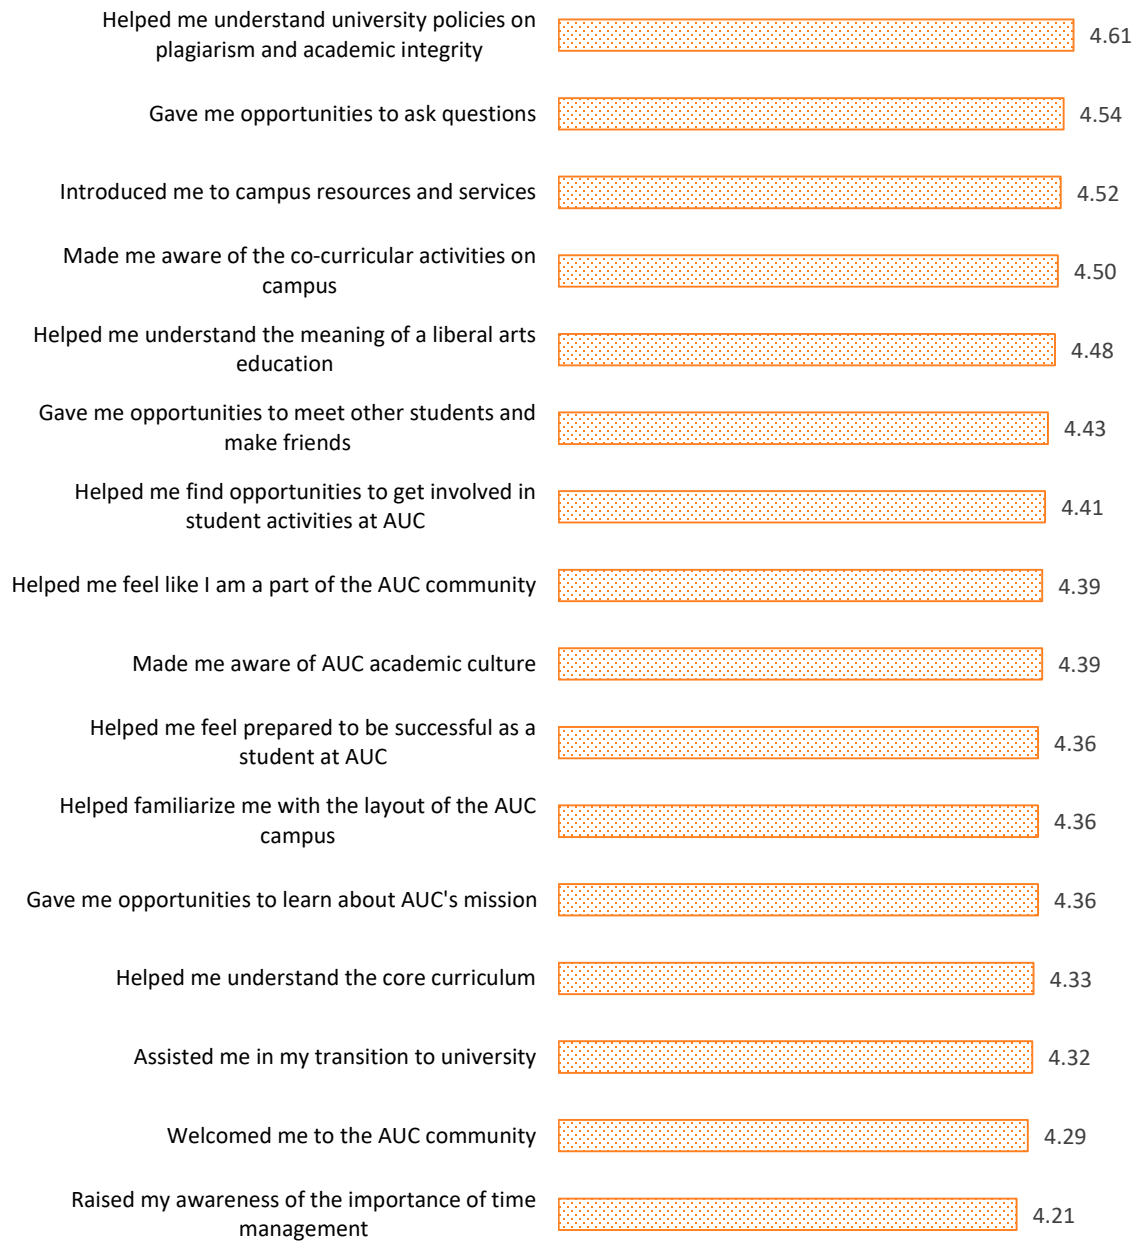 Helped me understand university policies on
plagiarism and academic integrity
4.61
Gave me opportunities to ask questions
4.54
Introduced me to campus resources and services
4.52
Made me aware of the co-curricular activities on
campus
4.50
Helped me understand the meaning of a liberal arts
education
4.48
Gave me opportunities to meet other students and
make friends
4.43
Helped me find opportunities to get involved in
student activities at AUC
4.41
Helped me feel like I am a part of the AUC community
4.39
Made me aware of AUC academic culture
4.39
Helped me feel prepared to be successful as a
student at AUC
4.36
Helped familiarize me with the layout of the AUC
campus
4.36
Gave me opportunities to learn about AUC's mission
4.36
Helped me understand the core curriculum
4.33
Assisted me in my transition to university
4.32
Welcomed me to the AUC community
4.29
Raised my awareness of the importance of time
management
4.21